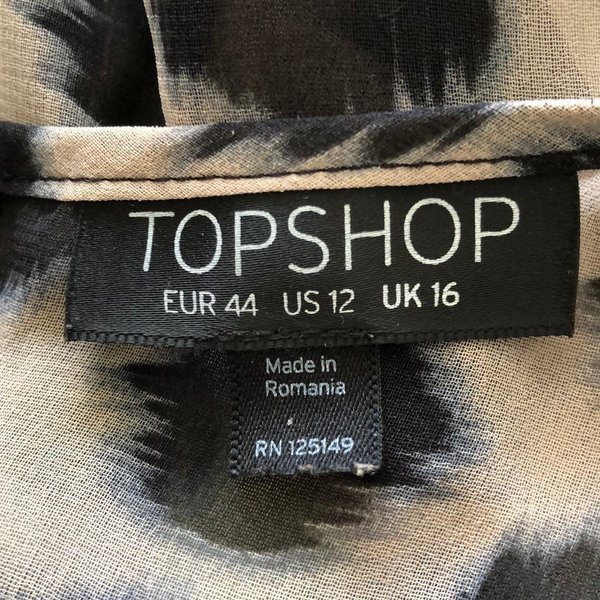 TOPSHOP
EUR 44 US 12 UK 16
Made in
Romania
RN 125149